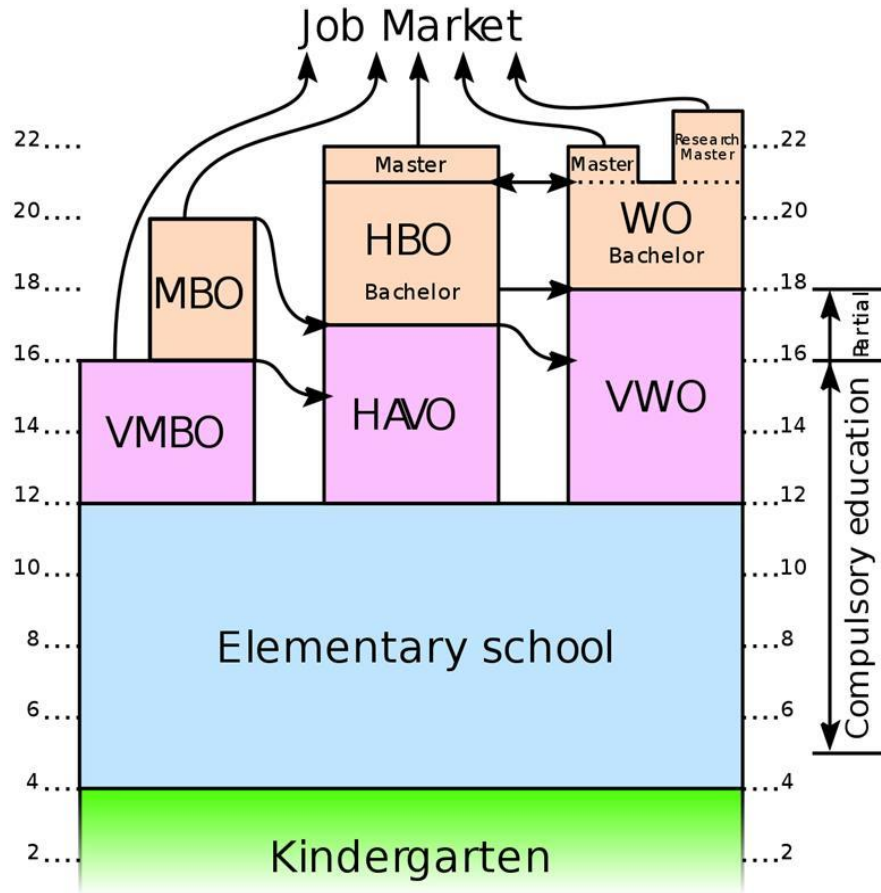 Job Market
22.... Master Master Research Master ....22
20.... HBO WO ....20
MBO Bachelor Bachelor
18.... ....18
Partial
16.... ....16
VMBO HAVO VWO
14.... ....14
12.... ....12
Compulsory education
10.... ....10
Elementary school
8.... ....8
6.... ....6
4.... ....4
Kindergarten
2.... ....2